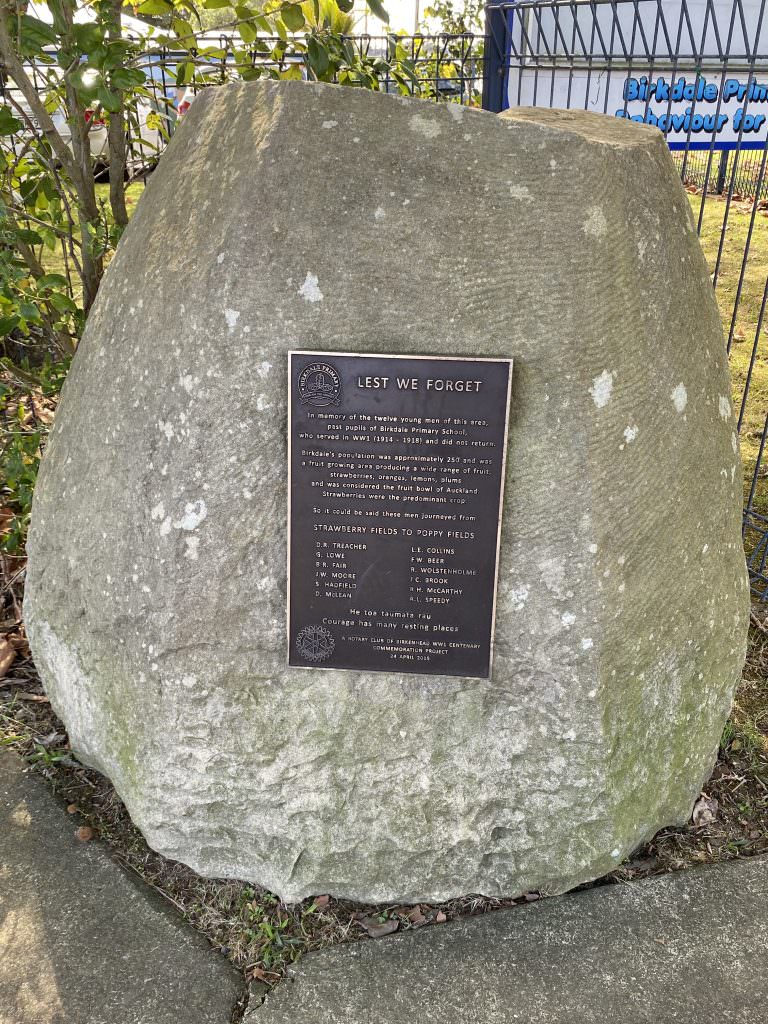 Birkdale Prim
ehaviour for
BIRKDALE PRIMARY
LEST WE FORGET
In memory of the twelve young men of this area,
past pupils of Birkdale Primary School,
who served in WW1 (1914 - 1918) and did not return.
Birkdale's population was approximately 250 and was
a fruit growing area producing a wide range of fruit:
strawberries, oranges, lemons, plums
and was considered the fruit bowl of Auckland
Strawberries were the predominant crop.
So it could be said these men journeyed from
STRAWBERRY FIELDS TO POPPY FIELDS
D.R. TREACHER
G. LOWE
B.R. FAIR
J.W. MOORE
S. HADFIELD
D. McLEAN
L.E. COLLINS
F.W. BEER
R. WOLSTENHOLME
J.C. BROOK
R.H. McCARTHY
R.L. SPEEDY
He toa taumata rau
Courage has many resting places
A ROTARY CLUB OF BIRKENHEAD WW1 CENTENARY
COMMEMORATION PROJECT
24 APRIL 2015